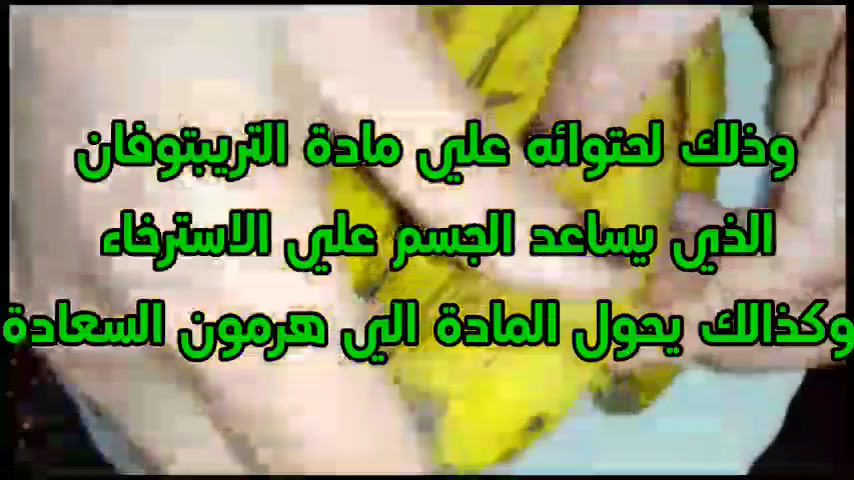 وذلك لحتوائه علي مادة التريبتوفان
الذي يساعد الجسم علي الاسترخاء
وكذالك يحول المادة الي هرمون السعادة